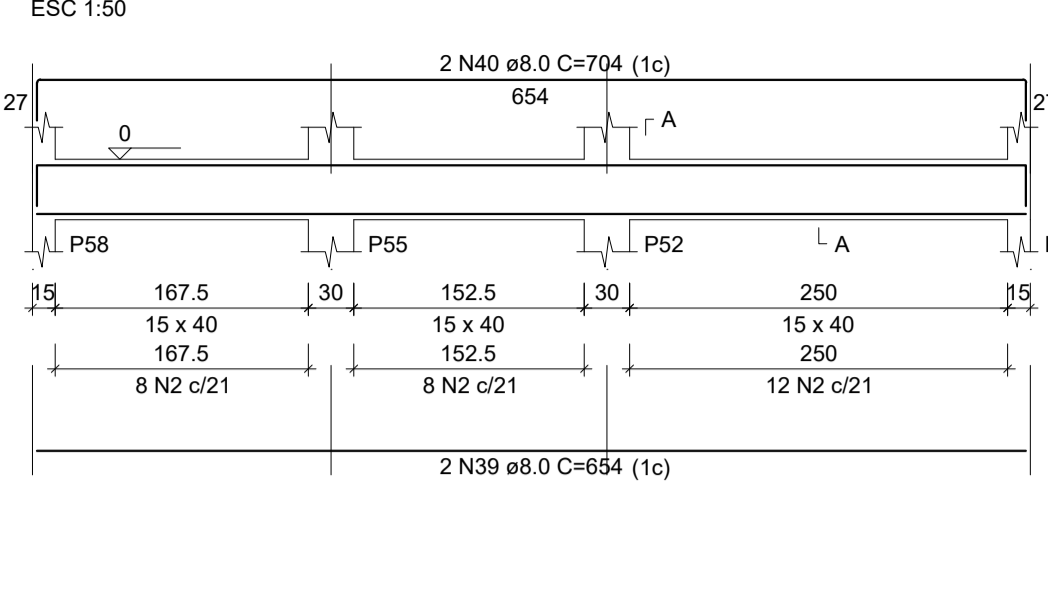 ESC 1:50
2 N40 ø8.0 C=704 (1c)
27
654
27
A
0
P58
P55
P52
A
15
167.5
30
152.5
30
250
15
15 x 40
15 x 40
15 x 40
167.5
152.5
250
8 N2 c/21
8 N2 c/21
12 N2 c/21
2 N39 ø8.0 C=654 (1c)